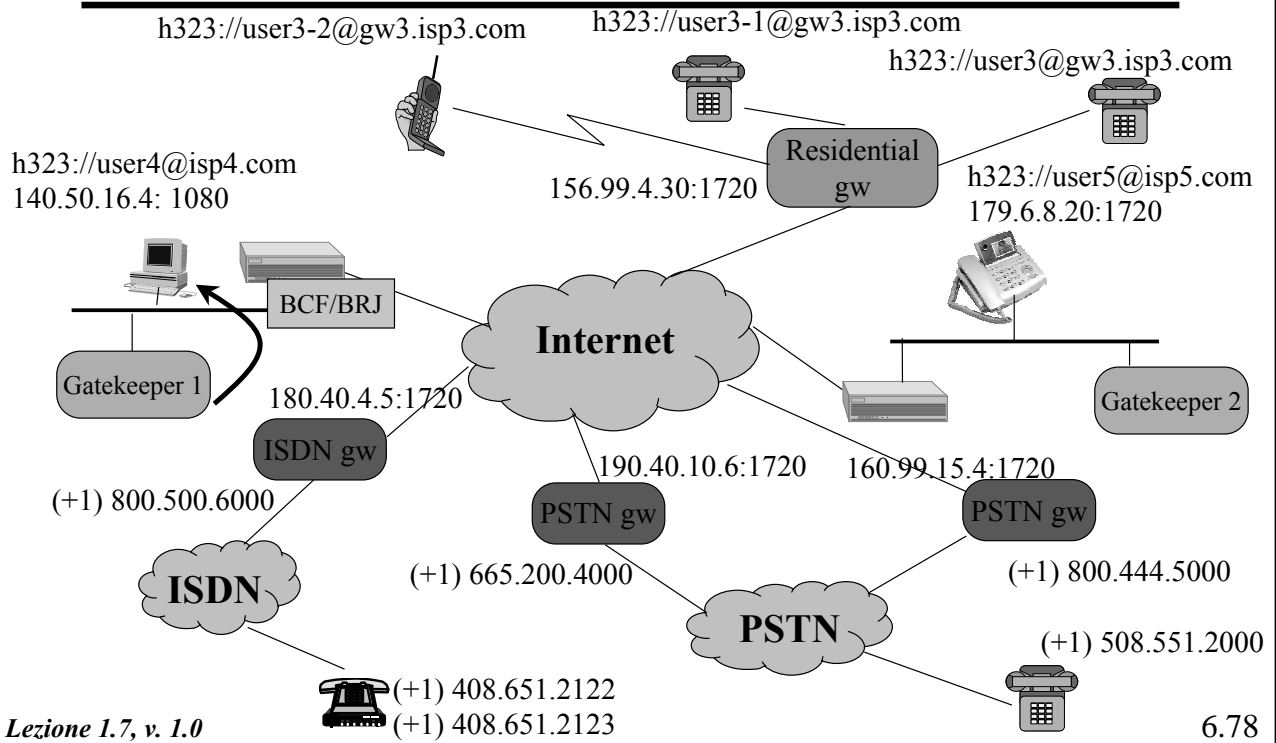 h323://user3-2@gw3.isp3.com
h323://user3-1@gw3.isp3.com
h323://user3@gw3.isp3.com
h323://user4@isp4.com
140.50.16.4: 1080
Residential
gw
156.99.4.30:1720
h323://user5@isp5.com
179.6.8.20:1720
BCF/BRJ
Internet
Gatekeeper 1
Gatekeeper 2
180.40.4.5:1720
ISDN gw
190.40.10.6:1720
160.99.15.4:1720
(+1) 800.500.6000
PSTN gw
PSTN gw
(+1) 665.200.4000
(+1) 800.444.5000
ISDN
PSTN
(+1) 508.551.2000
(+1) 408.651.2122
(+1) 408.651.2123
Lezione 1.7, v. 1.0
6.78